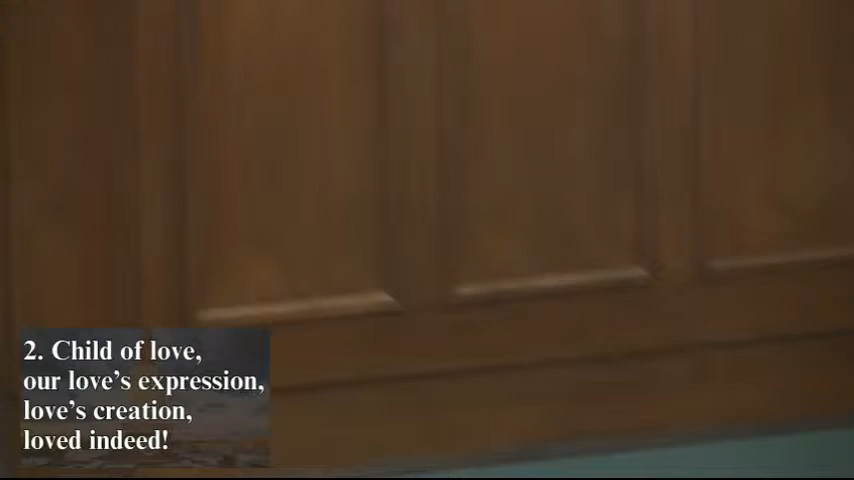 2. Child of love,
our love's expression,
love's creation,
loved indeed!